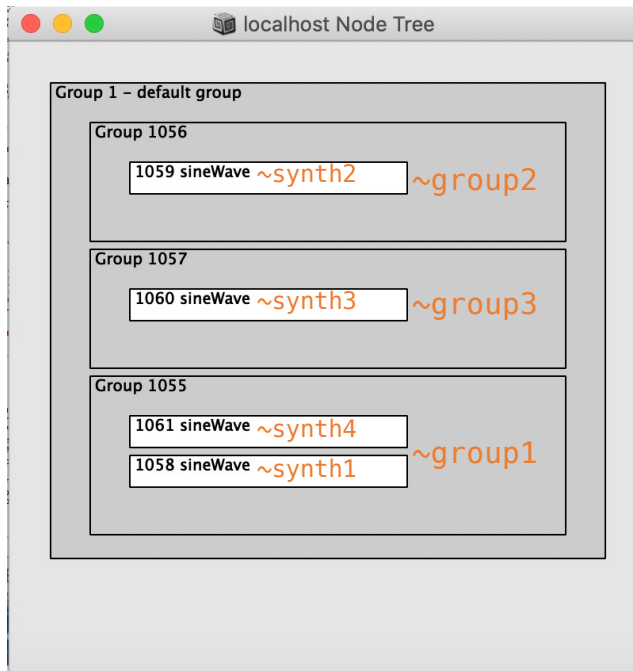 localhost Node Tree
Group 1 – default group
Group 1056
1059 sineWave ~synth2 ~group2
Group 1057
1060 sineWave ~synth3 ~group3
Group 1055
1061 sineWave ~synth4
~group1
1058 sineWave ~synth1